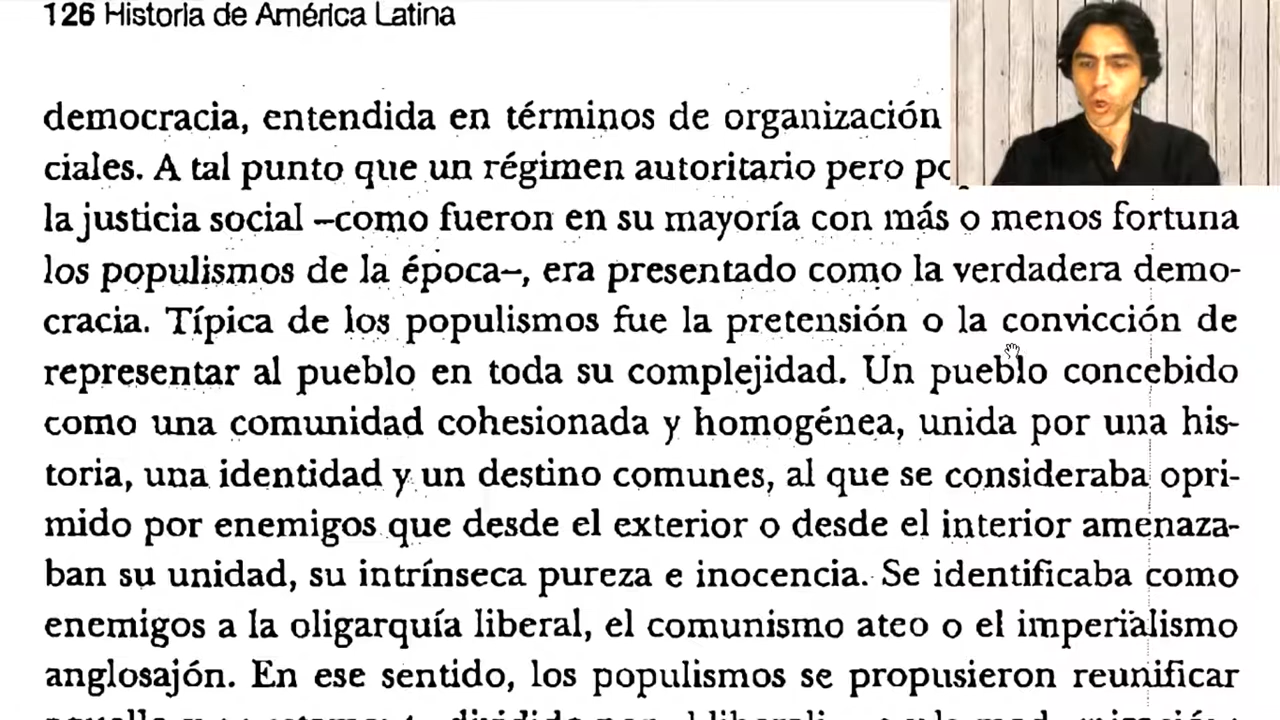 126 Historia de América Latina
democracia, entendida en términos de organización
ciales. A tal punto que un régimen autoritario pero
la justicia social –como fueron en su mayoría con más o menos fortuna
los populismos de la época–, era presentado como la verdadera demo-
cracia. Típica de los populismos fue la pretensión o la convicción de
representar al pueblo en toda su complejidad. Un pueblo concebido
como una comunidad cohesionada y homogénea, unida por una his-
toria, una identidad y un destino comunes, al que se consideraba opri-
mido por enemigos que desde el exterior o desde el interior amenaza-
ban su unidad, su intrínseca pureza e inocencia. Se identificaba como
enemigos a la oligarquía liberal, el comunismo ateo o el imperialismo
anglosajón. En ese sentido, los populismos se propusieron reunificar